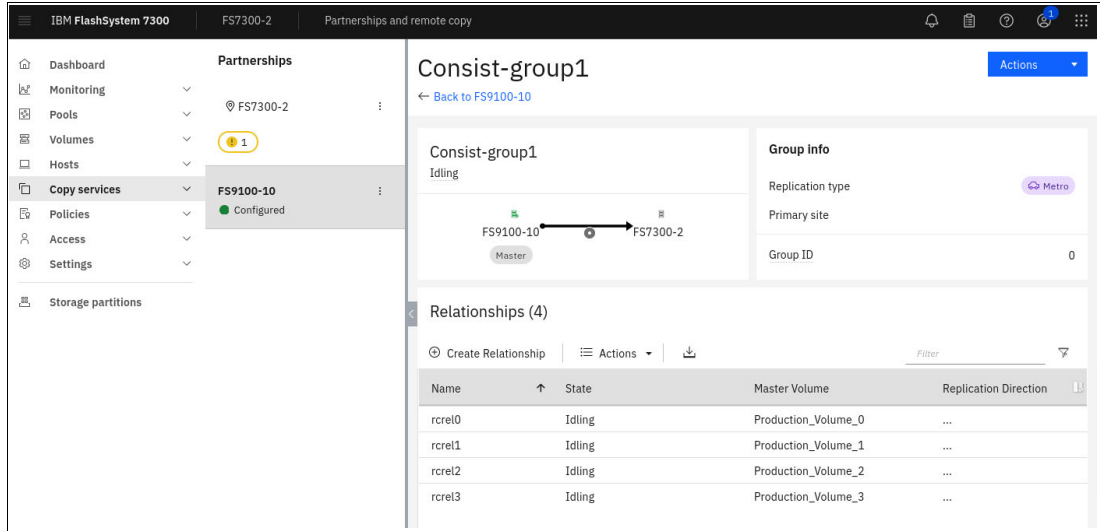 IBM FlashSystem 7300 FS7300-2 Partnerships and remote copy 1
Dashboard
Monitoring
Pools
Volumes
Hosts
Copy services
Policies
Access
Settings
Storage partitions
Partnerships
FS7300-2
1
FS9100-10
Configured
Consist-group1
Actions
← Back to FS9100-10
Consist-group1
Idling
FS9100-10 FS7300-2
Master
Group info
Replication type Metro
Primary site
Group ID 0
Relationships (4)
Create Relationship Actions Filter
Name ↑ State Master Volume Replication Direction
rcrel0 Idling Production_Volume_0 ...
rcrel1 Idling Production_Volume_1 ...
rcrel2 Idling Production_Volume_2 ...
rcrel3 Idling Production_Volume_3 ...